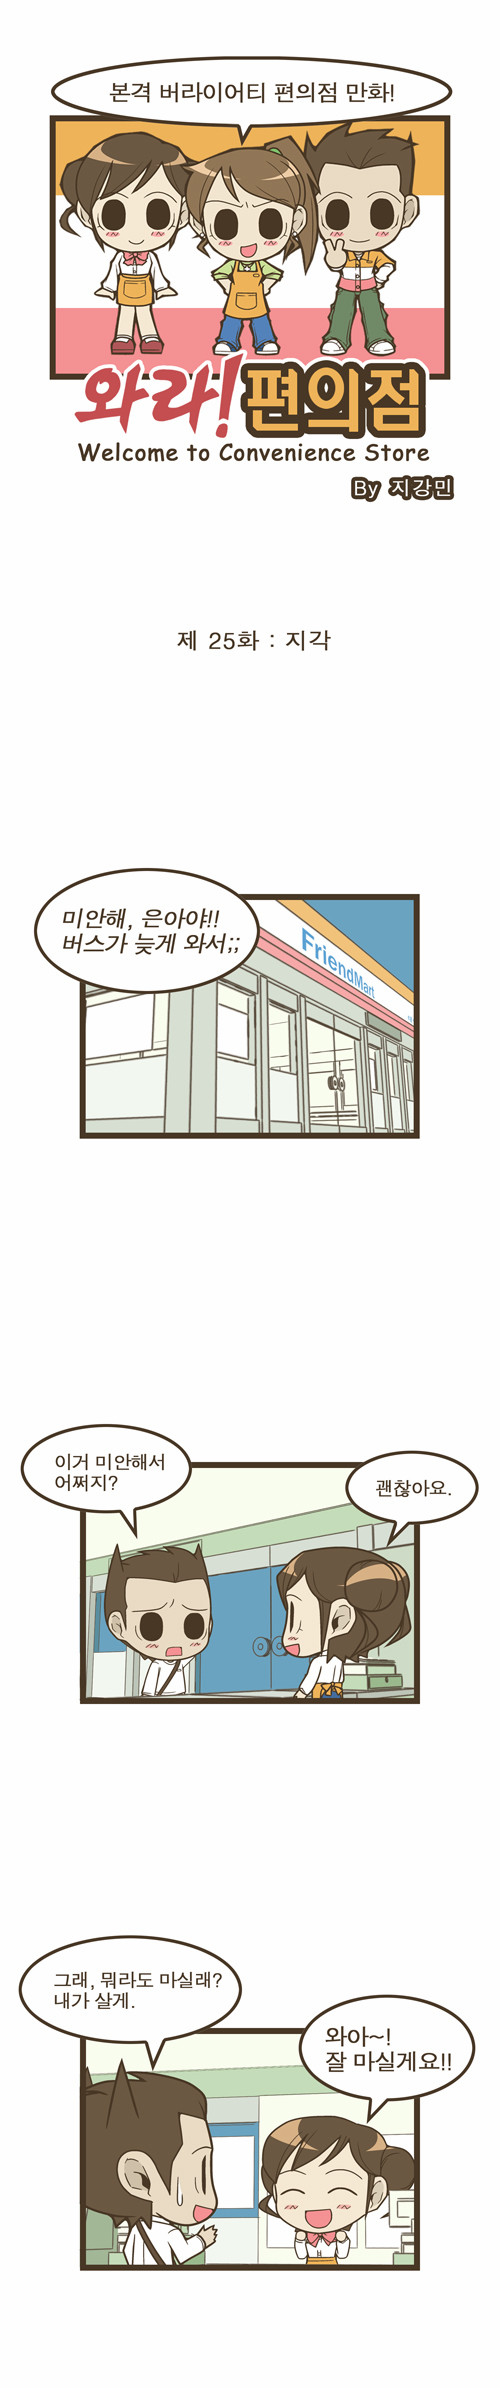 본격 버라이어티 편의점 만화!
와라! 편의점
Welcome to Convenience Store
By 지강민
제 25화 : 지각
미안해, 은아야!!
버스가 늦게 와서;;
FriendMart
이거 미안해서
어쩌지?
괜찮아요.
그래, 뭐라도 마실래?
내가 살게.
와아~!
잘 마실게요!!